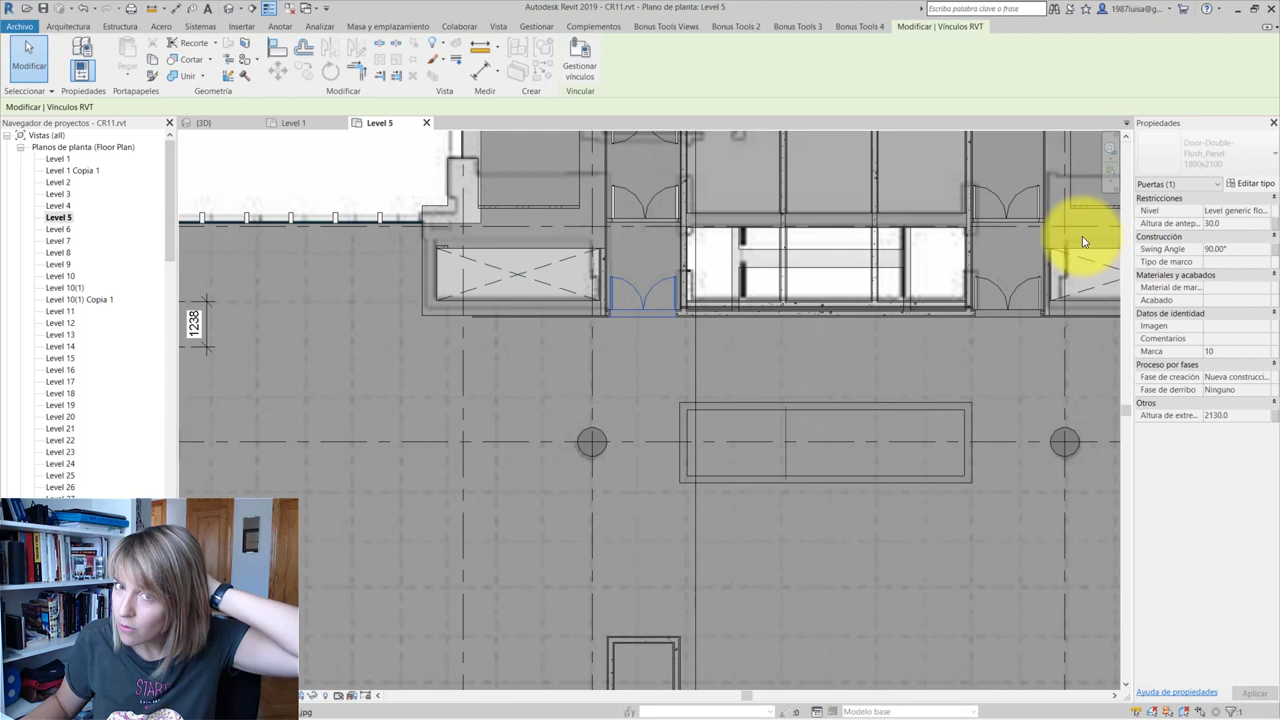 Autodesk Revit 2019 - CR11.rvt - Plano de planta: Level 5
Escriba palabra clave o frase
1987luisa@g...
Archivo Arquitectura Estructura Acero Sistemas Insertar Anotar Masa y emplazamiento Colaborar Vista Gestionar Complementos Bonus Tools Views Bonus Tools 2 Bonus Tools 3 Bonus Tools 4 Modificar | Vínculos RVT
Modificar
Pegar
Recorte
Cortar
Unir
Gestionar vínculos
Seleccionar Propiedades Portapapeles Geometría Modificar Vista Medir Crear Vincular
Modificar | Vínculos RVT
Navegador de proyectos - CR11.rvt
{3D} Level 1 Level 5
Propiedades
Vistas (all)
Planos de planta (Floor Plan)
Level 1
Level 1 Copia 1
Level 2
Level 3
Level 4
Level 5
Level 6
Level 7
Level 8
Level 9
Level 10
Level 10(1)
Level 10(1) Copia 1
Level 11
Level 12
Level 13
Level 14
Level 15
Level 16
Level 17
Level 18
Level 19
Level 20
Level 21
Level 22
Level 23
Level 24
Level 25
Level 26
1238
Door-Double-
Flush_Panel
1800x2100
Puertas (1) Editar tipo
Restricciones
Nivel Level generic flo...
Altura de antep... 30.0
Construcción
Swing Angle 90.00°
Tipo de marco
Materiales y acabados
Material de mar...
Acabado
Datos de identidad
Imagen
Comentarios
Marca 10
Proceso por fases
Fase de creación Nueva construcci...
Fase de derribo Ninguno
Otros
Altura de extre... 2130.0
Ayuda de propiedades Aplicar
.jpg
:0 Modelo base
:1
START